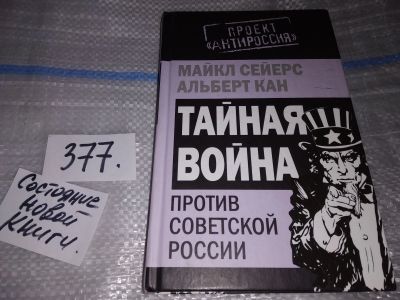 ПРОЕКТ
«АНТИРОССИЯ»
МАЙКЛ СЕЙЕРС
АЛЬБЕРТ КАН
ТАЙНАЯ
ВОЙНА
ПРОТИВ
СОВЕТСКОЙ
РОССИИ
377.
Состояние
новой
книги.